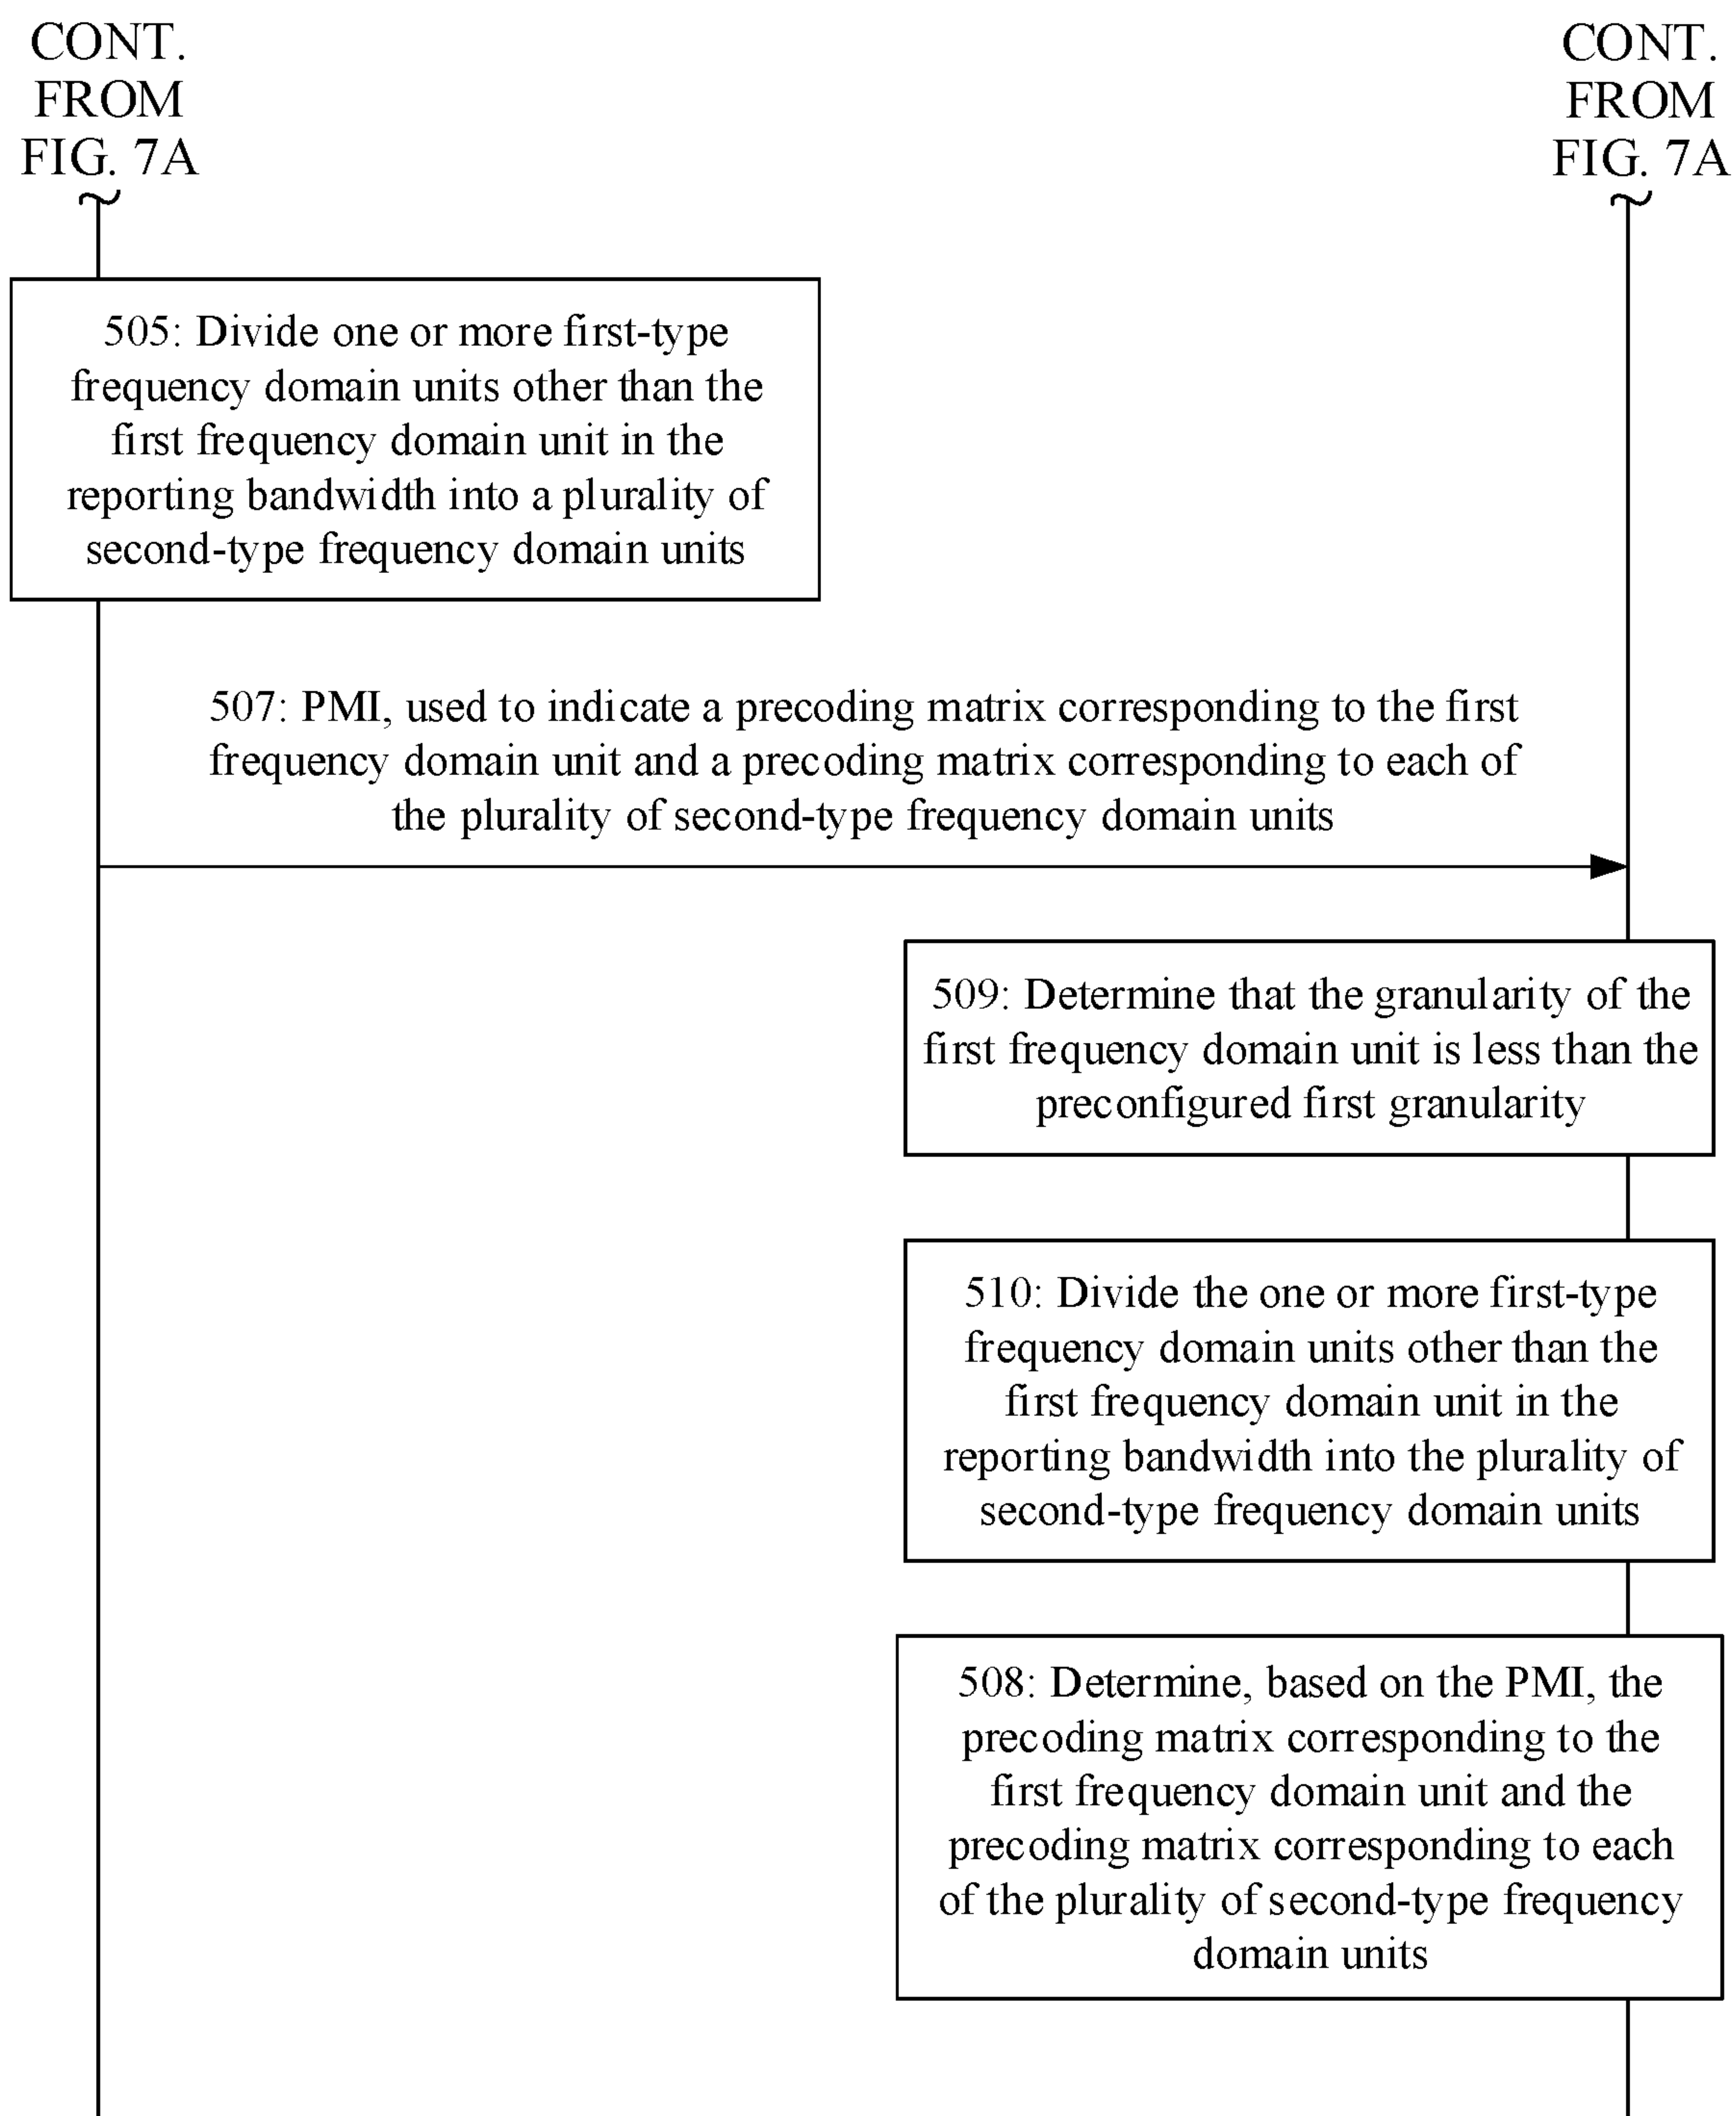 CONT.
FROM
FIG. 7A
CONT.
FROM
FIG. 7A
505: Divide one or more first-type
frequency domain units other than the
first frequency domain unit in the
reporting bandwidth into a plurality of
second-type frequency domain units
507: PMI, used to indicate a precoding matrix corresponding to the first
frequency domain unit and a precoding matrix corresponding to each of
the plurality of second-type frequency domain units
509: Determine that the granularity of the
first frequency domain unit is less than the
preconfigured first granularity
510: Divide the one or more first-type
frequency domain units other than the
first frequency domain unit in the
reporting bandwidth into the plurality of
second-type frequency domain units
508: Determine, based on the PMI, the
precoding matrix corresponding to the
first frequency domain unit and the
precoding matrix corresponding to each
of the plurality of second-type frequency
domain units